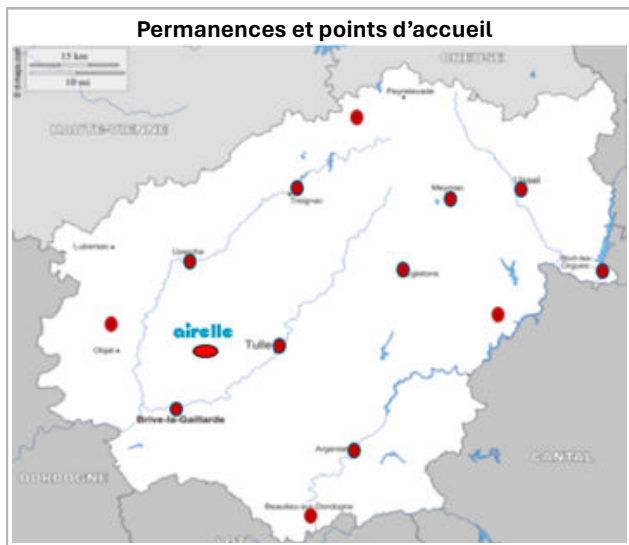 Permanences et points d'accueil
15 km
10 mi
CREUSE
Peyrelevade
HAUTE-VIENNE
Ussel
Meymac
Treignac
Lubersac
Uzerche
Bort-les-
Orgues
Egletons
airelle
Tulle
Objat
Brive-la-Gaillarde
Argentat
CANTAL
DORDOGNE
Beaulieu-sur-Dordogne
LOT